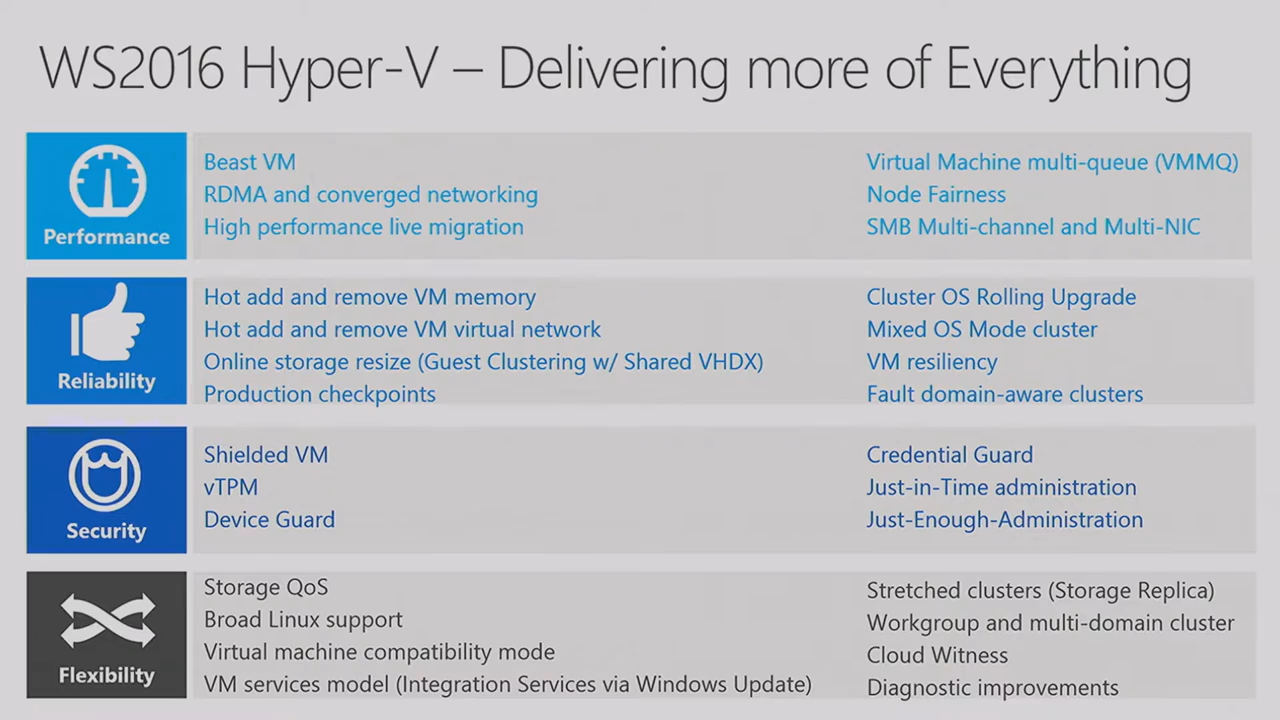 WS2016 Hyper-V – Delivering more of Everything
Performance
Beast VM
RDMA and converged networking
High performance live migration
Virtual Machine multi-queue (VMMQ)
Node Fairness
SMB Multi-channel and Multi-NIC
Reliability
Hot add and remove VM memory
Hot add and remove VM virtual network
Online storage resize (Guest Clustering w/ Shared VHDX)
Production checkpoints
Cluster OS Rolling Upgrade
Mixed OS Mode cluster
VM resiliency
Fault domain-aware clusters
Security
Shielded VM
vTPM
Device Guard
Credential Guard
Just-in-Time administration
Just-Enough-Administration
Flexibility
Storage QoS
Broad Linux support
Virtual machine compatibility mode
VM services model (Integration Services via Windows Update)
Stretched clusters (Storage Replica)
Workgroup and multi-domain cluster
Cloud Witness
Diagnostic improvements